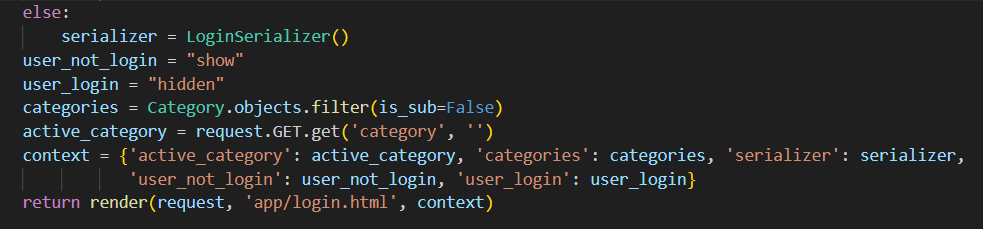 else:
    serializer = LoginSerializer()
user_not_login = "show"
user_login = "hidden"
categories = Category.objects.filter(is_sub=False)
active_category = request.GET.get('category', '')
context = {'active_category': active_category, 'categories': categories, 'serializer': serializer,
           'user_not_login': user_not_login, 'user_login': user_login}
return render(request, 'app/login.html', context)